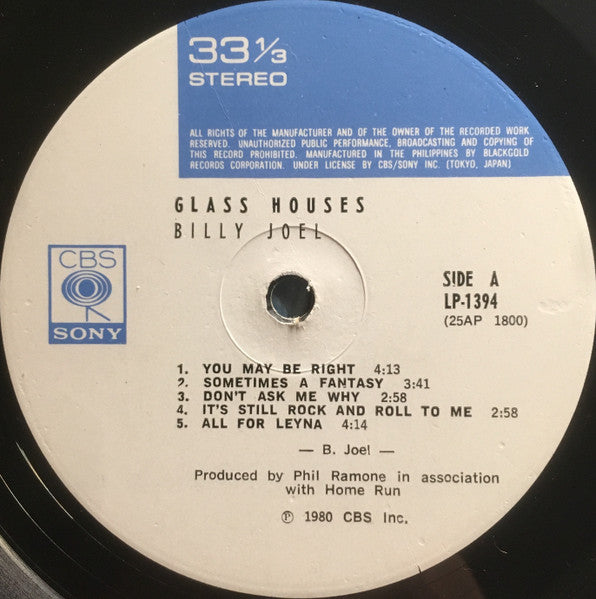 33 1/3
STEREO
ALL RIGHTS OF THE MANUFACTURER AND OF THE OWNER OF THE RECORDED WORK
RESERVED. UNAUTHORIZED PUBLIC PERFORMANCE, BROADCASTING AND COPYING OF
THIS RECORD PROHIBITED. MANUFACTURED IN THE PHILIPPINES BY BLACKGOLD
RECORDS CORPORATION. UNDER LICENSE BY CBS/SONY INC. (TOKYO, JAPAN)
GLASS HOUSES
BILLY JOEL
CBS
SONY
SIDE A
LP-1394
(25AP 1800)
1. YOU MAY BE RIGHT 4:13
2. SOMETIMES A FANTASY 3:41
3. DON'T ASK ME WHY 2:58
4. IT'S STILL ROCK AND ROLL TO ME 2:58
5. ALL FOR LEYNA 4:14
— B. Joel —
Produced by Phil Ramone in association
with Home Run
Ⓟ 1980 CBS Inc.